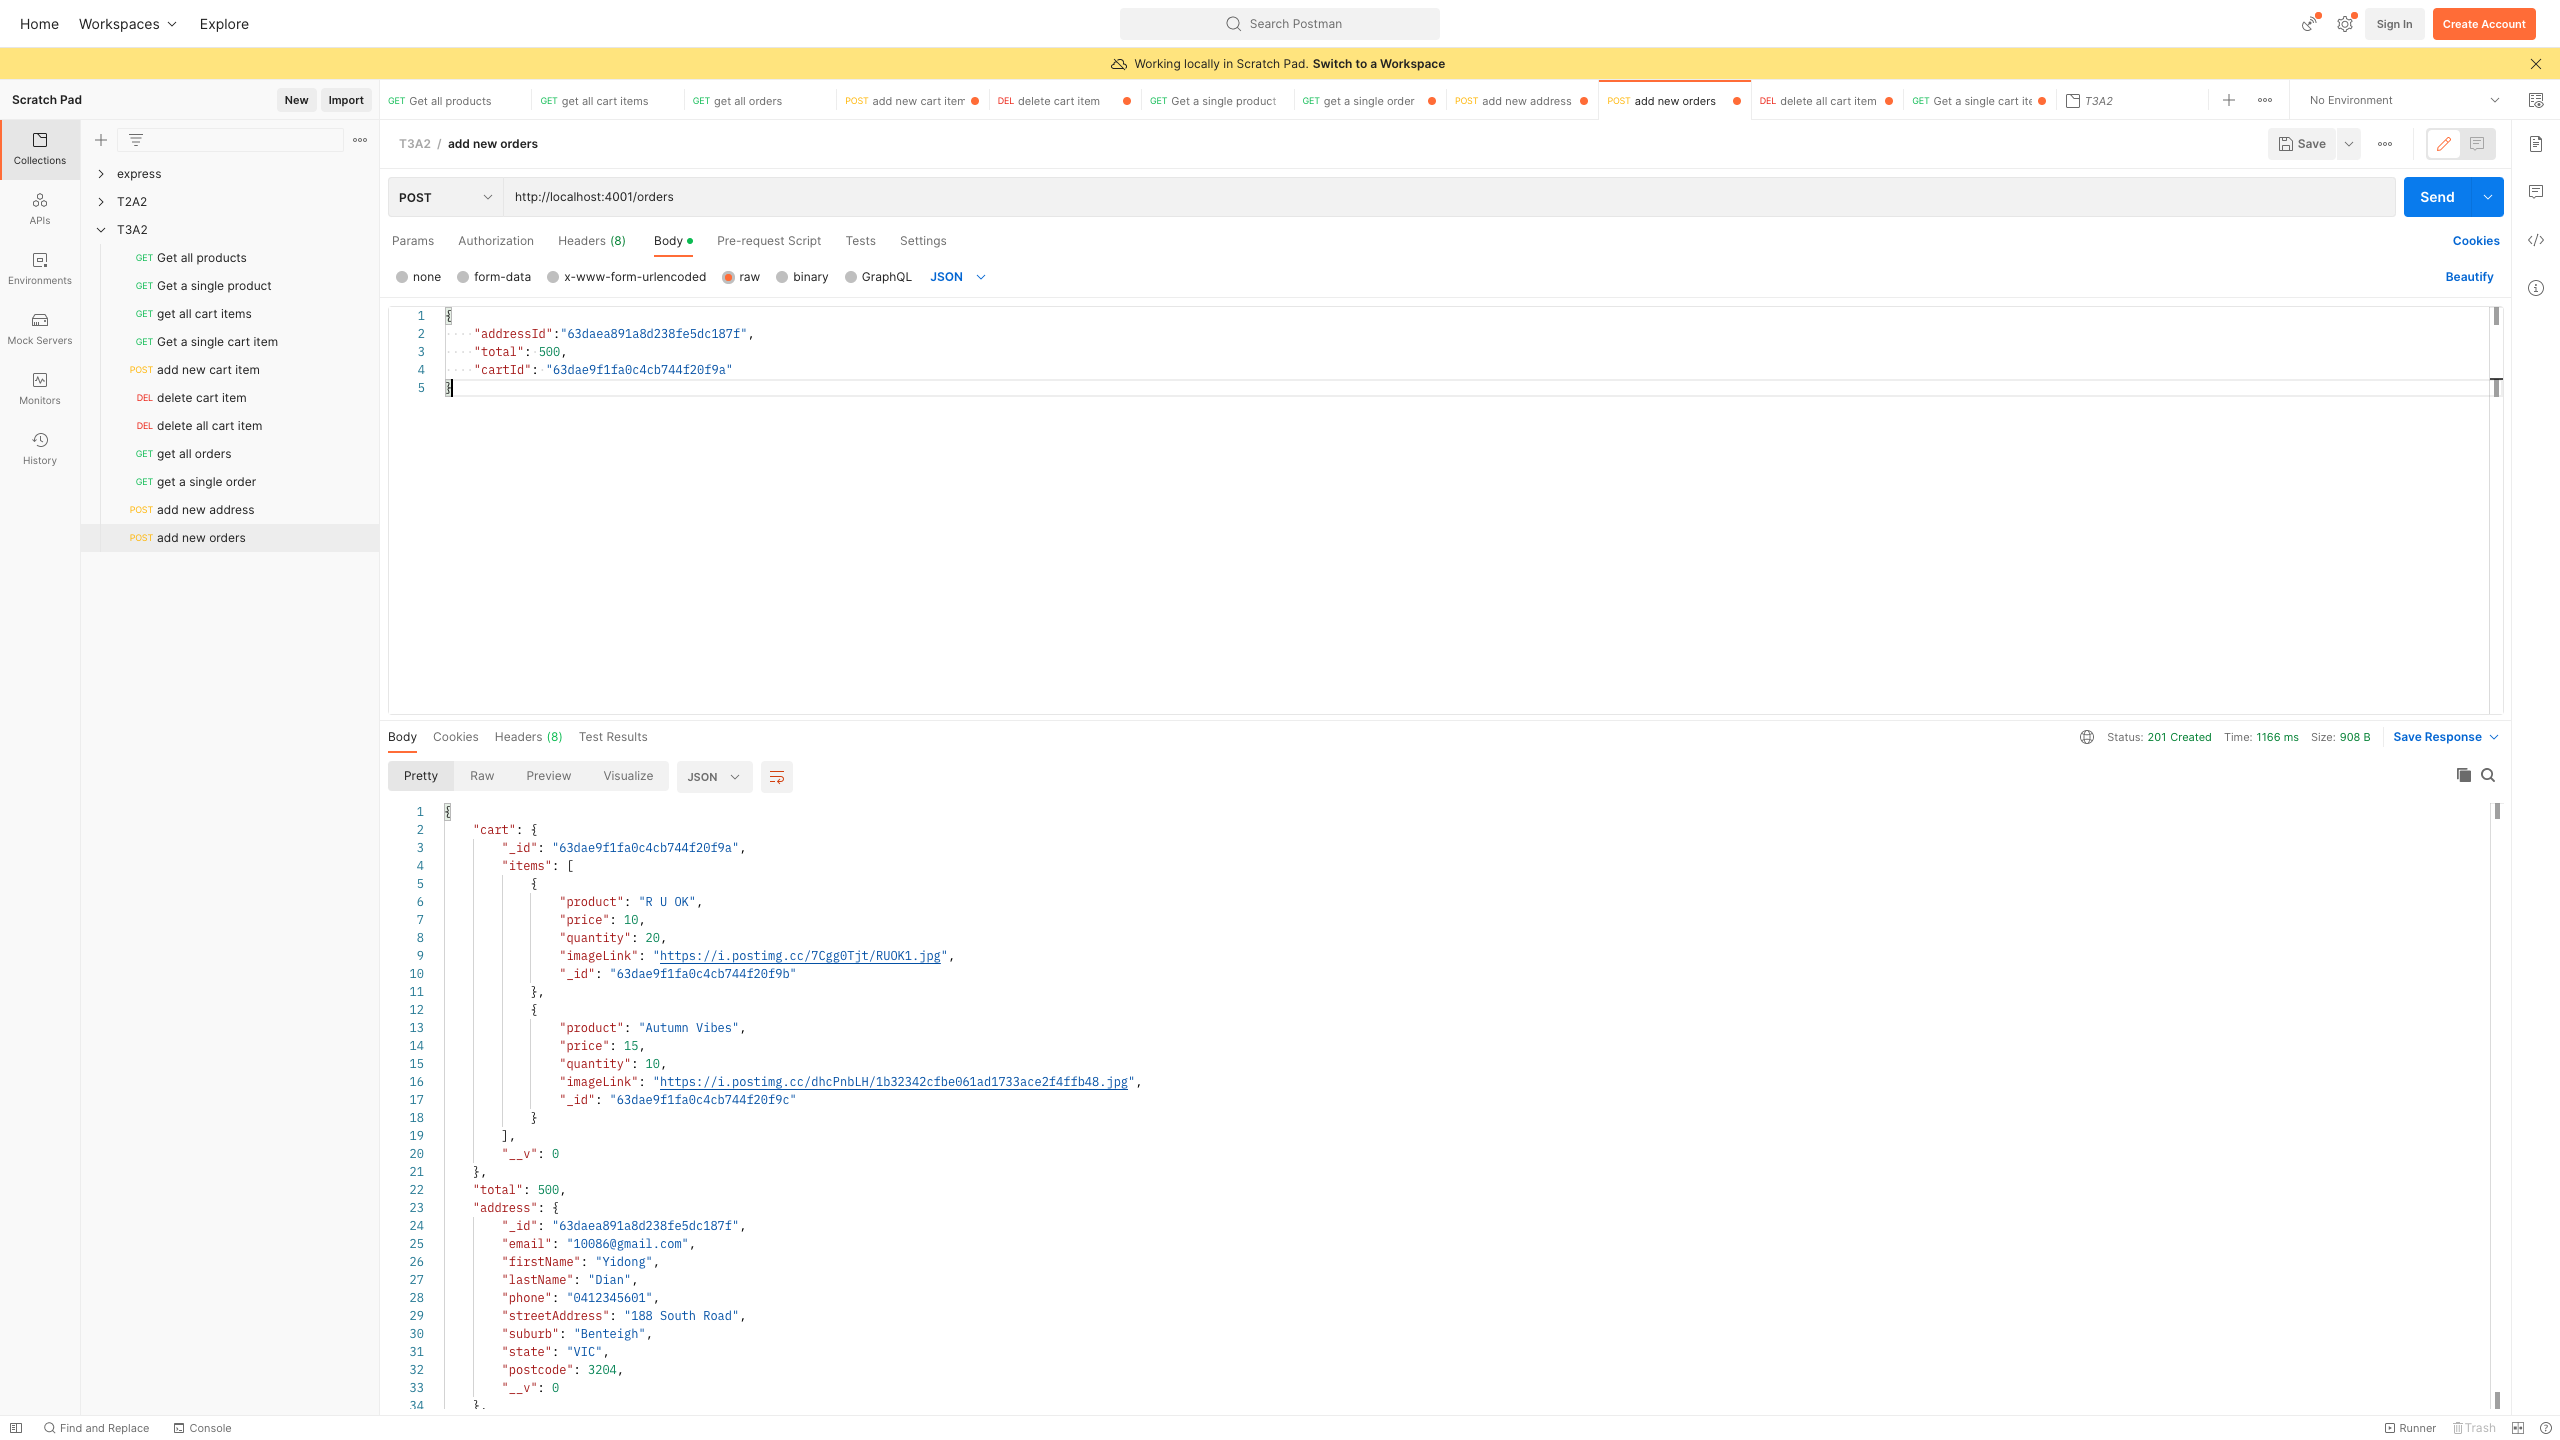 Home Workspaces Explore Search Postman Sign In Create Account
Working locally in Scratch Pad. Switch to a Workspace
Scratch Pad New Import
GET Get all products GET get all cart items GET get all orders POST add new cart item DEL delete cart item GET Get a single product GET get a single order POST add new address POST add new orders DEL delete all cart item GET Get a single cart ite T3A2 No Environment
Collections
APIs
Environments
Mock Servers
Monitors
History
express
T2A2
T3A2
GET Get all products
GET Get a single product
GET get all cart items
GET Get a single cart item
POST add new cart item
DEL delete cart item
DEL delete all cart item
GET get all orders
GET get a single order
POST add new address
POST add new orders
T3A2 / add new orders Save
POST http://localhost:4001/orders Send
Params Authorization Headers (8) Body Pre-request Script Tests Settings Cookies
none form-data x-www-form-urlencoded raw binary GraphQL JSON Beautify
1 {
2 "addressId":"63daea891a8d238fe5dc187f",
3 "total": 500,
4 "cartId": "63dae9f1fa0c4cb744f20f9a"
5 }
Body Cookies Headers (8) Test Results Status: 201 Created Time: 1166 ms Size: 908 B Save Response
Pretty Raw Preview Visualize JSON
1 {
2 "cart": {
3 "_id": "63dae9f1fa0c4cb744f20f9a",
4 "items": [
5 {
6 "product": "R U OK",
7 "price": 10,
8 "quantity": 20,
9 "imageLink": "https://i.postimg.cc/7Cgg0Tjt/RUOK1.jpg",
10 "_id": "63dae9f1fa0c4cb744f20f9b"
11 },
12 {
13 "product": "Autumn Vibes",
14 "price": 15,
15 "quantity": 10,
16 "imageLink": "https://i.postimg.cc/dhcPnbLH/1b32342cfbe061ad1733ace2f4ffb48.jpg",
17 "_id": "63dae9f1fa0c4cb744f20f9c"
18 }
19 ],
20 "__v": 0
21 },
22 "total": 500,
23 "address": {
24 "_id": "63daea891a8d238fe5dc187f",
25 "email": "10086@gmail.com",
26 "firstName": "Yidong",
27 "lastName": "Dian",
28 "phone": "0412345601",
29 "streetAddress": "188 South Road",
30 "suburb": "Benteigh",
31 "state": "VIC",
32 "postcode": 3204,
33 "__v": 0
34 },
Find and Replace Console Runner Trash